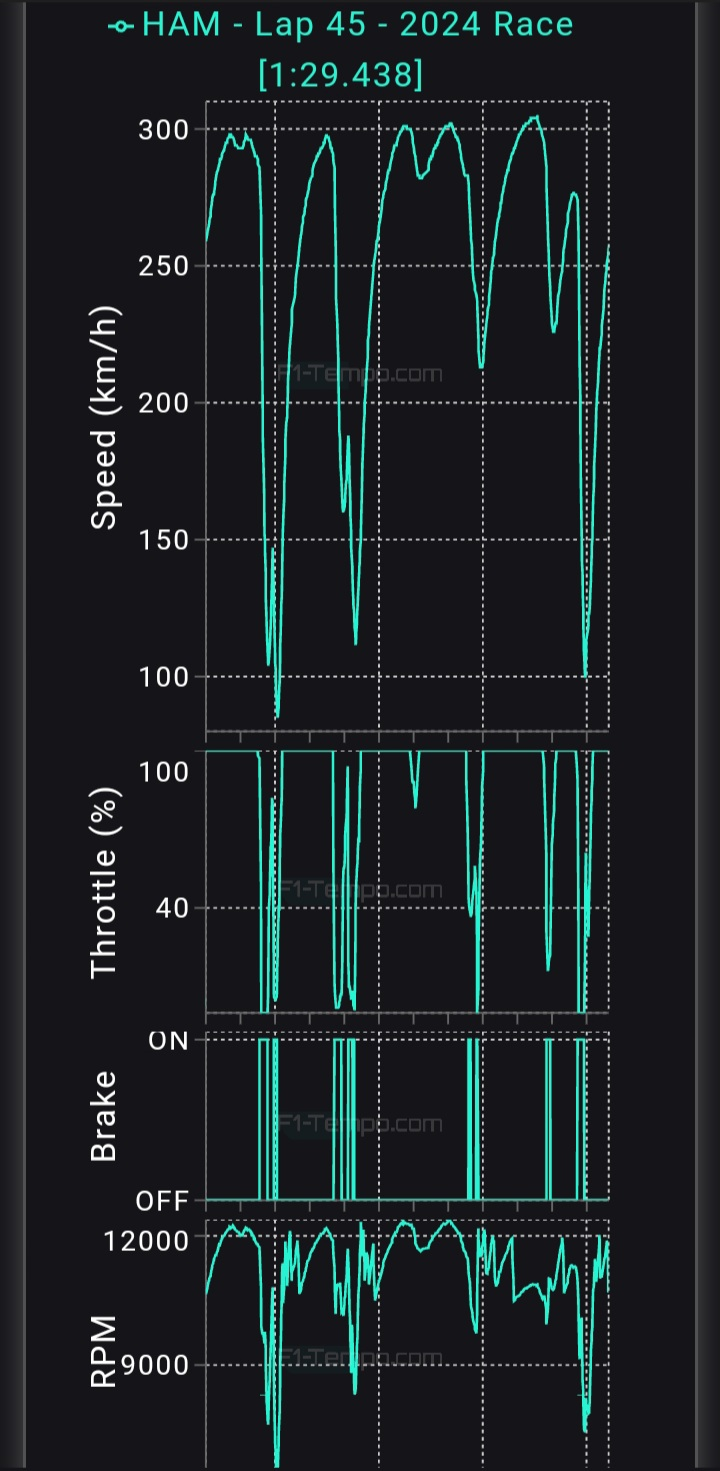 HAM - Lap 45 - 2024 Race
[1:29.438]
300
250
200
150
100
Speed (km/h)
F1-Tempo.com
100
40
Throttle (%)
F1-Tempo.com
ON
OFF
Brake
F1-Tempo.com
12000
9000
RPM
F1-Tempo.com